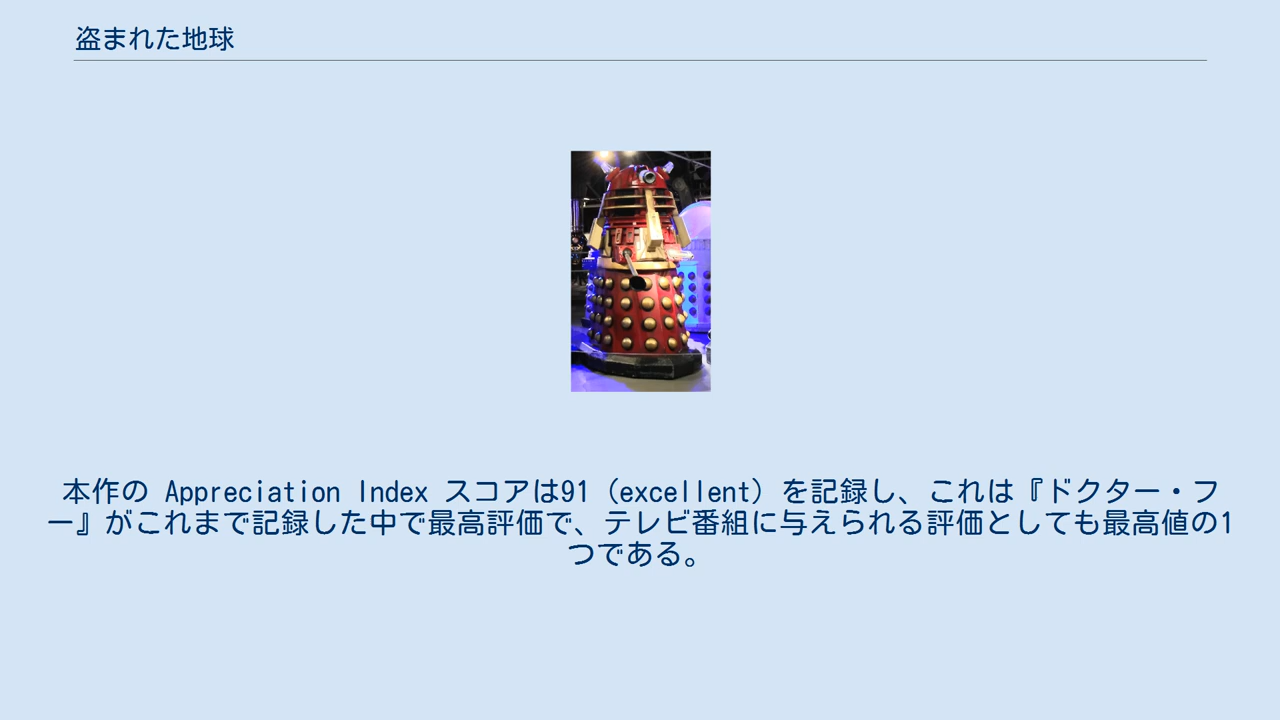 盗まれた地球
本作の Appreciation Index スコアは91（excellent）を記録し、これは『ドクター・フ
ー』がこれまで記録した中で最高評価で、テレビ番組に与えられる評価としても最高値の1
つである。